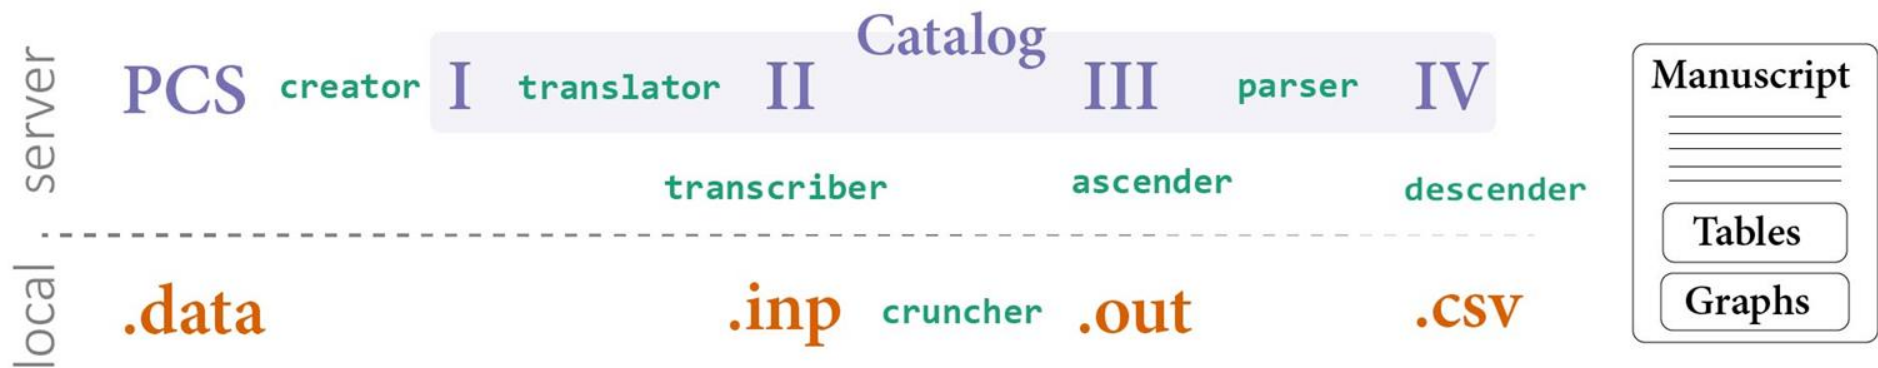 Catalog
server
PCS creator I translator II III parser IV
transcriber ascender descender
local
.data .inp cruncher .out .csv
Manuscript
Tables
Graphs